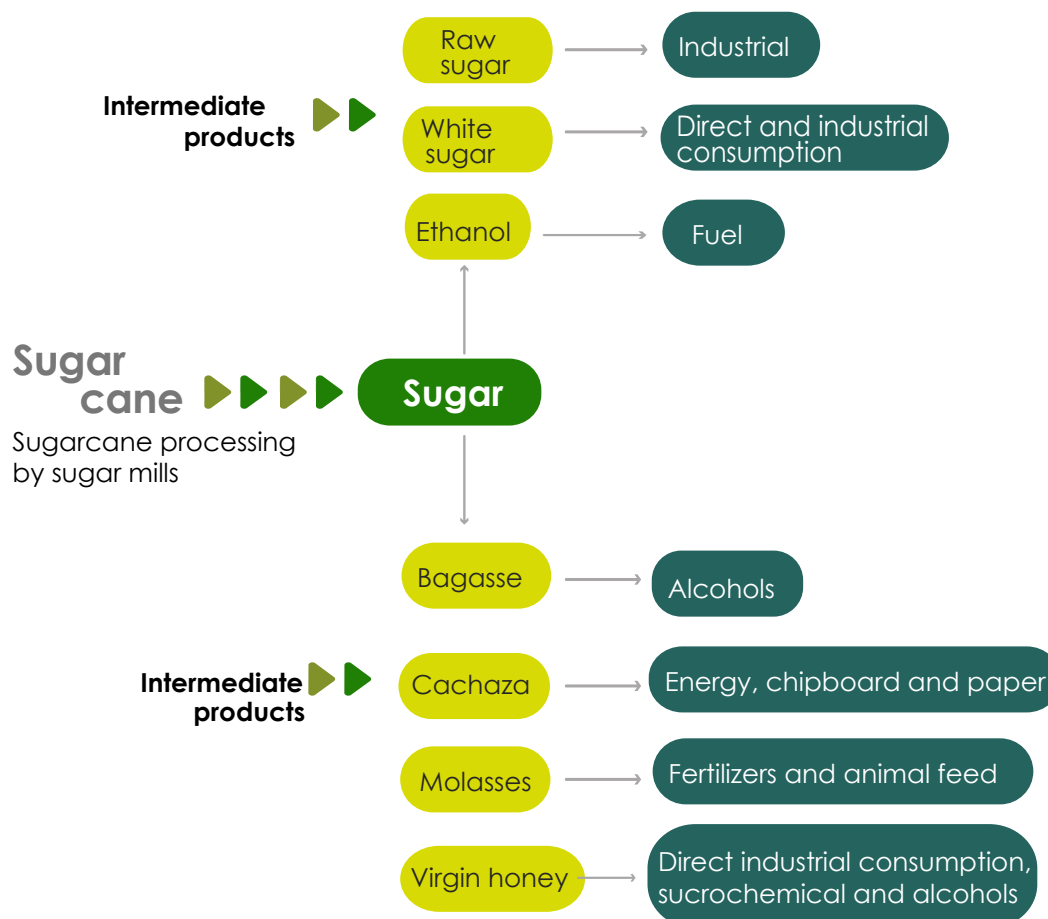 Raw
sugar
Industrial
Intermediate
products
White
sugar
Direct and industrial
consumption
Ethanol
Fuel
Sugar
cane
Sugar
Sugarcane processing
by sugar mills
Bagasse
Alcohols
Intermediate
products
Cachaza
Energy, chipboard and paper
Molasses
Fertilizers and animal feed
Virgin honey
Direct industrial consumption,
sucrochemical and alcohols